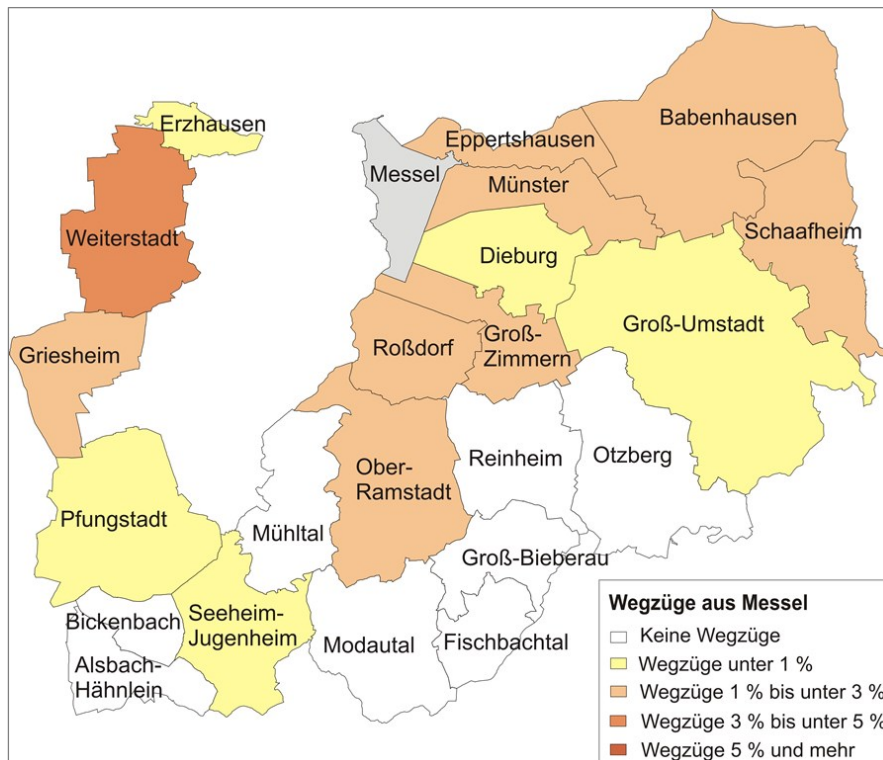 Erzhausen
Babenhausen
Eppertshausen
Messel
Münster
Schaafheim
Weiterstadt
Dieburg
Groß-Umstadt
Griesheim
Roßdorf
Groß-
Zimmern
Reinheim
Otzberg
Ober-
Ramstadt
Pfungstadt
Mühltal
Groß-Bieberau
Bickenbach
Seeheim-
Jugenheim
Modautal
Fischbachtal
Alsbach-
Hähnlein
Wegzüge aus Messel
Keine Wegzüge
Wegzüge unter 1 %
Wegzüge 1 % bis unter 3 %
Wegzüge 3 % bis unter 5 %
Wegzüge 5 % und mehr